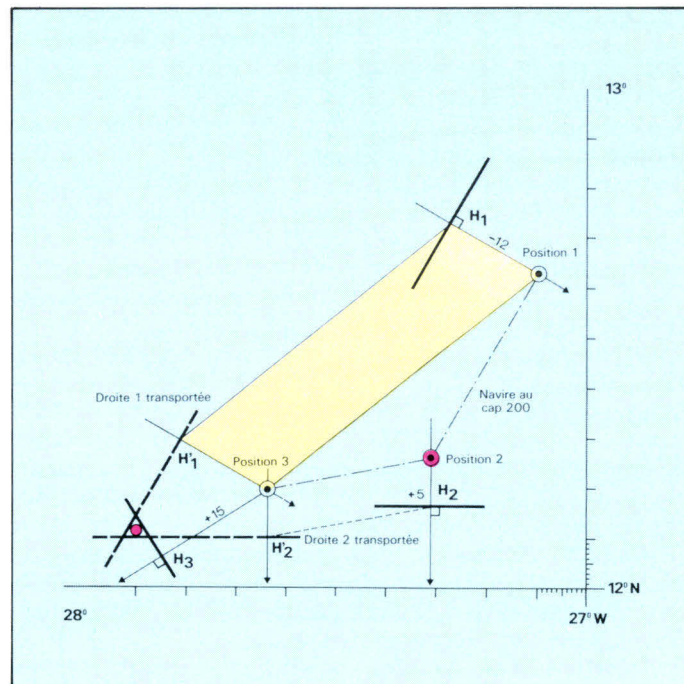 13°
H1
-12
Position 1
Navire au
cap 200
Droite 1 transportée
H'1
Position 3
Position 2
+15
+5
H2
H3
H'2
Droite 2 transportée
28°
27° W
12° N